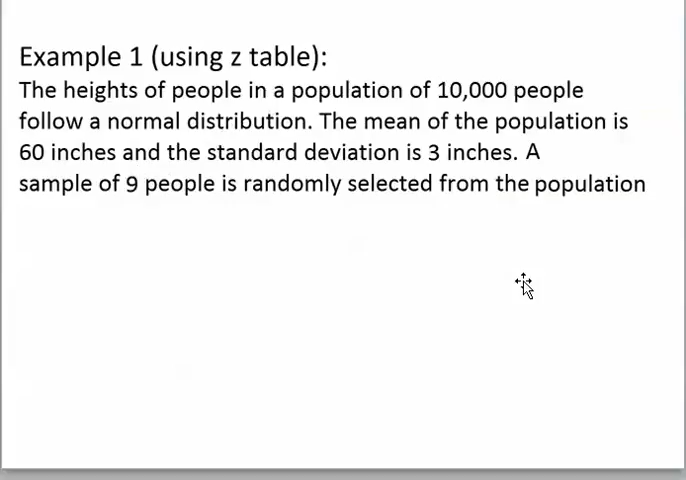 Example 1 (using z table):
The heights of people in a population of 10,000 people
follow a normal distribution. The mean of the population is
60 inches and the standard deviation is 3 inches. A
sample of 9 people is randomly selected from the population